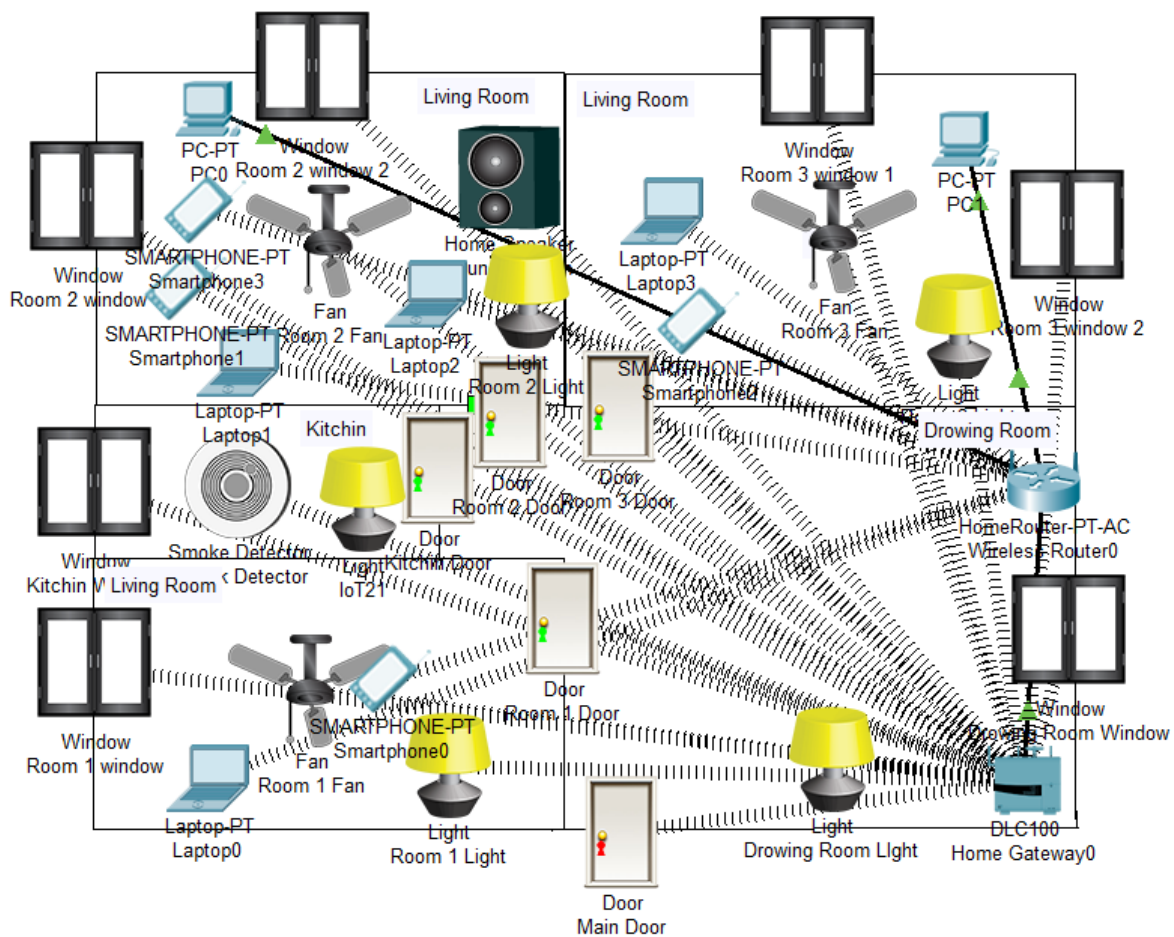 Living Room
Living Room
PC-PT
PC0
Window
Room 2 window 2
Window
Room 3 window 1
PC-PT
PC1
SMARTPHONE-PT
Smartphone3
Home Speaker
Laptop-PT
Laptop3
Window
Room 2 window
Fan
Room 2 Fan
Fan
Room 3 Fan
Window
Room 3 window 2
SMARTPHONE-PT
Smartphone1
Laptop-PT
Laptop2
Light
Room 2 Light
SMARTPHONE-PT
Smartphone2
Light
Laptop-PT
Laptop1
Kitchin
Drowing Room
Door
Room 2 Door
Door
Room 3 Door
HomeRouter-PT-AC
Wireless Router0
Window
Kitchin
Smoke Detector
Detector
Light
IoT21
Door
Kitchin Door
Living Room
Door
Room 1 Door
Window
Drowing Room Window
Window
Room 1 window
SMARTPHONE-PT
Smartphone0
Fan
Room 1 Fan
Laptop-PT
Laptop0
Light
Room 1 Light
Light
Drowing Room LIght
DLC100
Home Gateway0
Door
Main Door